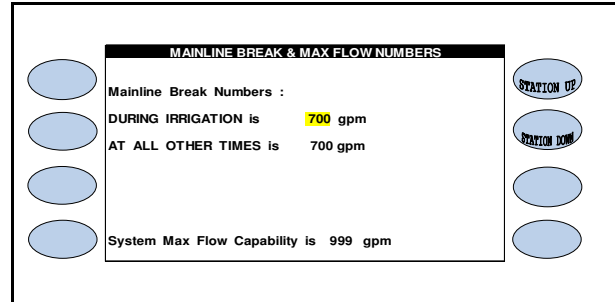 MAINLINE BREAK & MAX FLOW NUMBERS
STATION UP
Mainline Break Numbers :
DURING IRRIGATION is 700 gpm
STATION DOWN
AT ALL OTHER TIMES is 700 gpm
System Max Flow Capability is 999 gpm